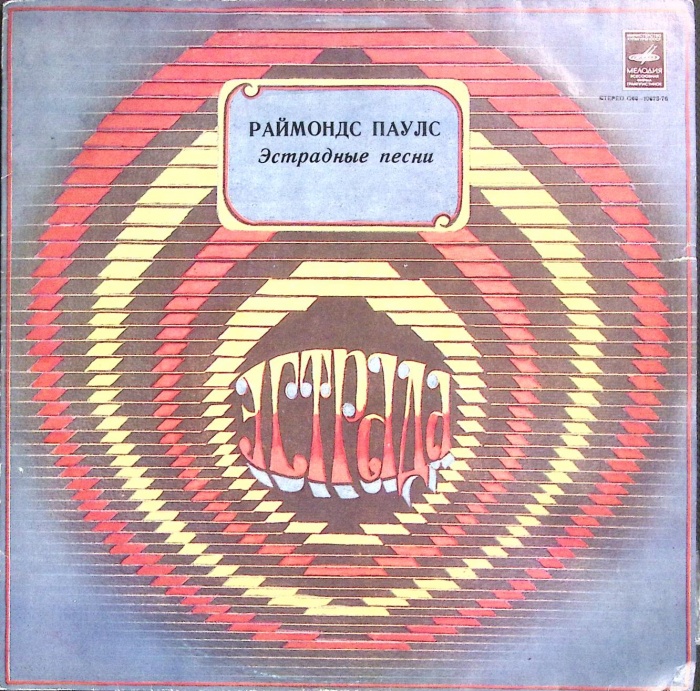 РАЙМОНДС ПАУЛС
Эстрадные песни
МЕЛОДИЯ
ЭСТРАДА